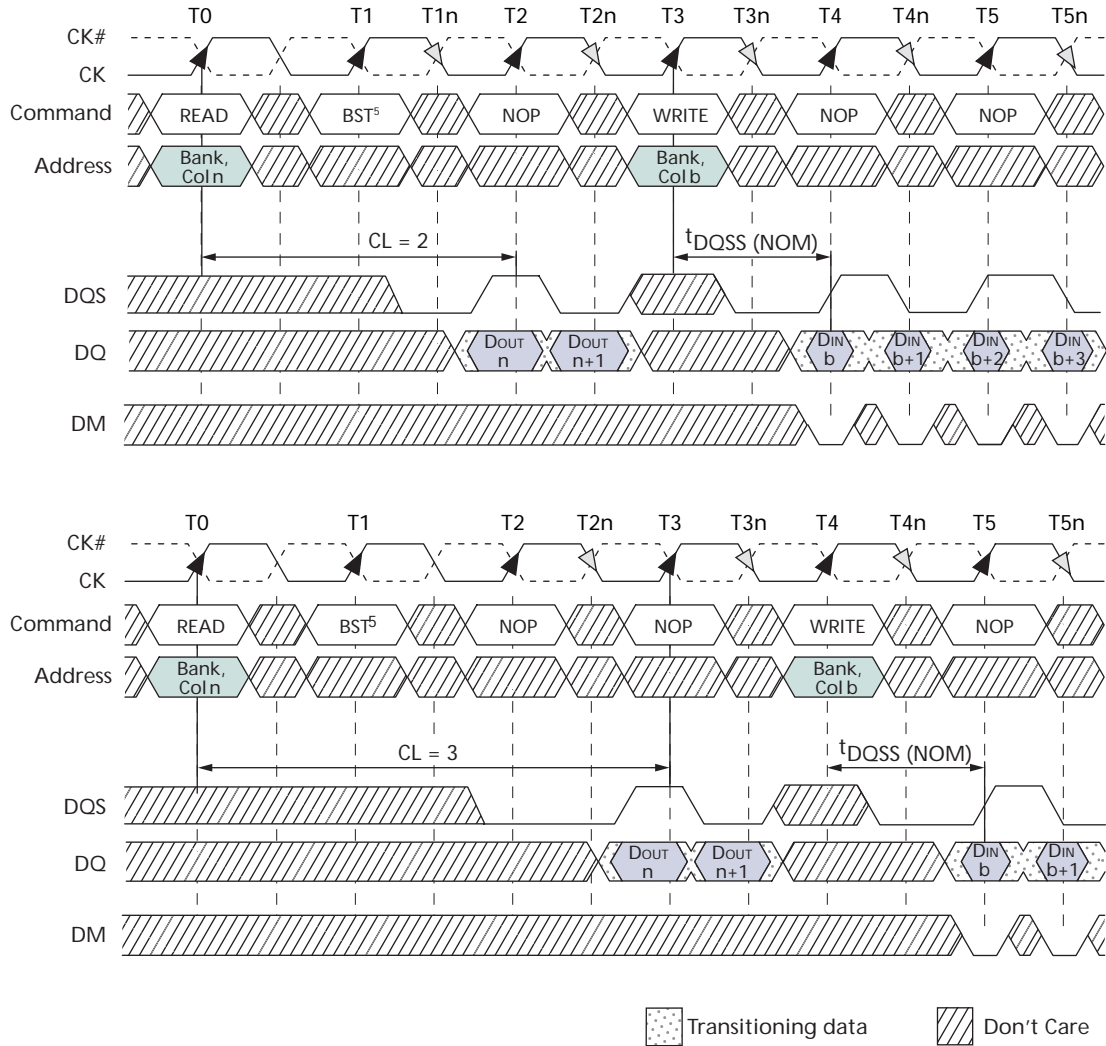 T0 T1 T1n T2 T2n T3 T3n T4 T4n T5 T5n
CK#
CK
Command READ BST⁵ NOP WRITE NOP NOP
Address Bank, Col n Bank, Col b
CL = 2 tDQSS (NOM)
DQS
DQ DOUT n DOUT n+1 DIN b DIN b+1 DIN b+2 DIN b+3
DM
T0 T1 T2 T2n T3 T3n T4 T4n T5 T5n
CK#
CK
Command READ BST⁵ NOP NOP WRITE NOP
Address Bank, Col n Bank, Col b
CL = 3 tDQSS (NOM)
DQS
DQ DOUT n DOUT n+1 DIN b DIN b+1
DM
Transitioning data Don't Care